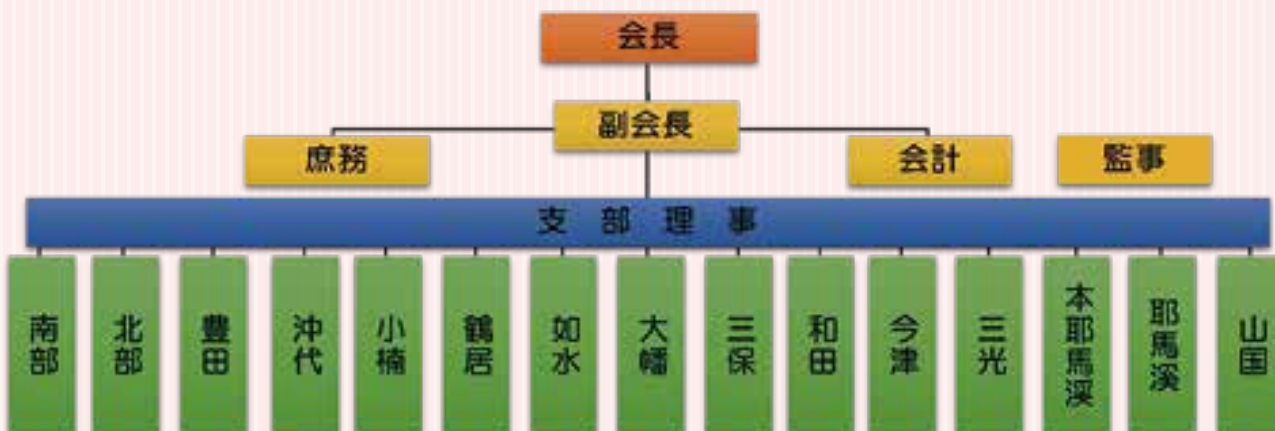 会長
副会長
庶務
会計
監事
支部理事
南部
北部
豊田
沖代
小楠
鶴居
如水
大幡
三保
和田
今津
三光
本耶馬溪
耶馬溪
山国